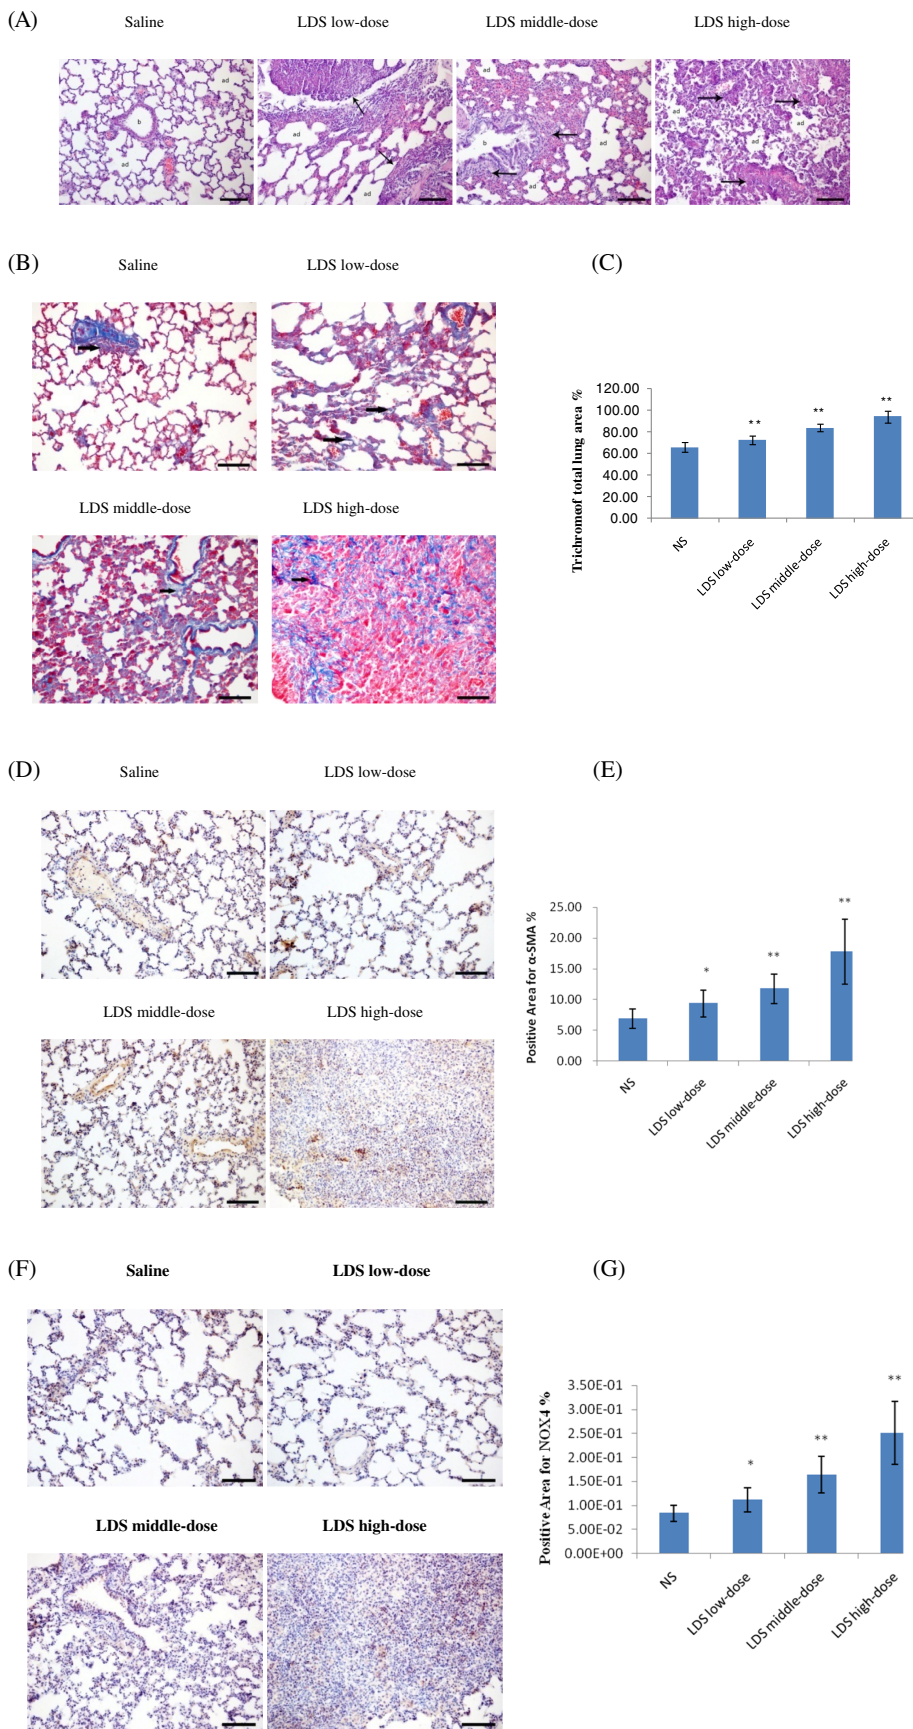 (A)
Saline LDS low-dose LDS middle-dose LDS high-dose
ad
b
ad
ad
ad
ad
ad
b
ad
ad
ad
ad
ad
(B) (C)
Saline LDS low-dose
LDS middle-dose LDS high-dose
Trichromeof total lung area %
120.00
100.00
80.00
60.00
40.00
20.00
0.00
** ** **
NS LDS low-dose LDS middle-dose LDS high-dose
(D) (E)
Saline LDS low-dose
LDS middle-dose LDS high-dose
Positive Area for α-SMA %
25.00
20.00
15.00
10.00
5.00
0.00
* ** **
NS LDS low-dose LDS middle-dose LDS high-dose
(F) (G)
Saline LDS low-dose
LDS middle-dose LDS high-dose
Positive Area for NOX4 %
3.50E-01
3.00E-01
2.50E-01
2.00E-01
1.50E-01
1.00E-01
5.00E-02
0.00E+00
* ** **
NS LDS low-dose LDS middle-dose LDS high-dose